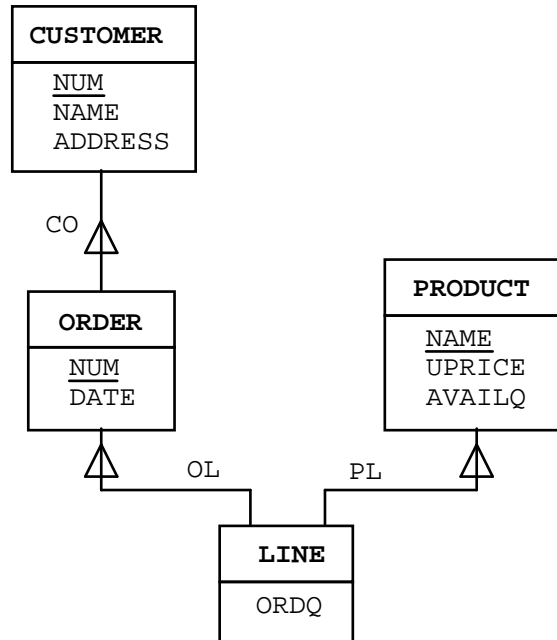 CUSTOMER
NUM
NAME
ADDRESS
CO
ORDER
NUM
DATE
PRODUCT
NAME
UPRICE
AVAILQ
OL
PL
LINE
ORDQ